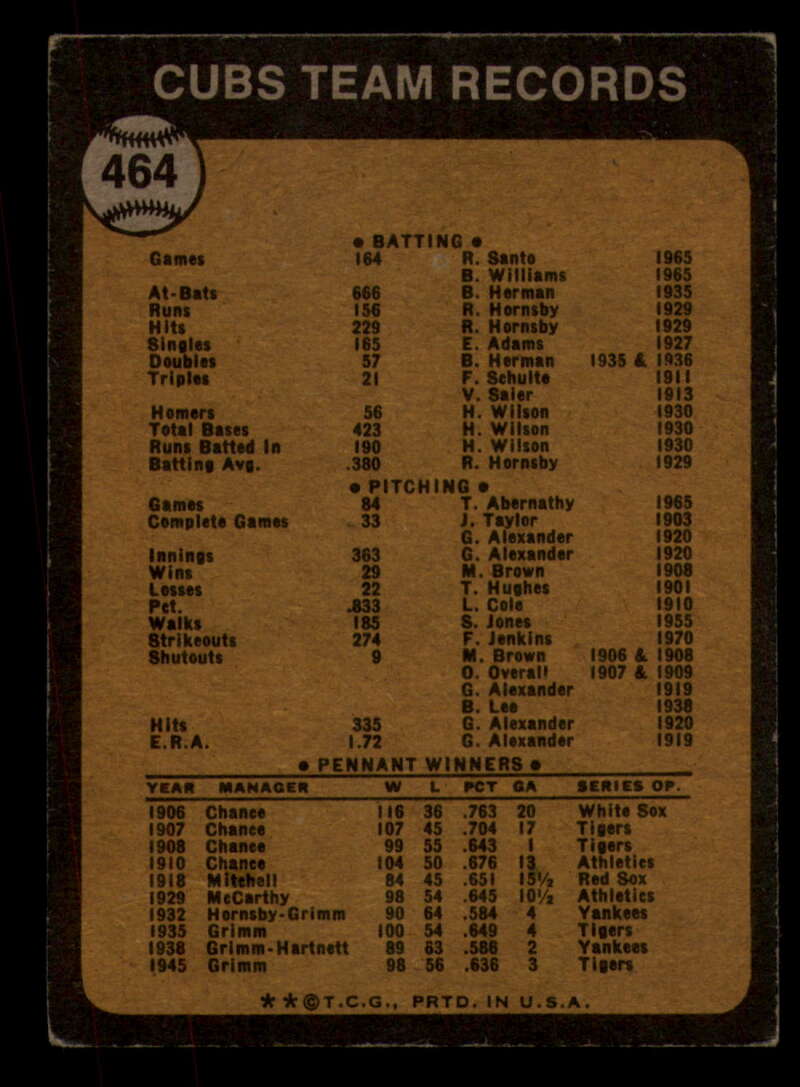 CUBS TEAM RECORDS
464
• BATTING •
Games 164 R. Santo 1965
B. Williams 1965
At-Bats 666 B. Herman 1935
Runs 156 R. Hornsby 1929
Hits 229 R. Hornsby 1929
Singles 165 E. Adams 1927
Doubles 57 B. Herman 1935 & 1936
Triples 21 F. Schulte 1911
V. Saier 1913
Homers 56 H. Wilson 1930
Total Bases 423 H. Wilson 1930
Runs Batted In 190 H. Wilson 1930
Batting Avg. .380 R. Hornsby 1929
• PITCHING •
Games 84 T. Abernathy 1965
Complete Games 33 J. Taylor 1903
G. Alexander 1920
Innings 363 G. Alexander 1920
Wins 29 M. Brown 1908
Losses 22 T. Hughes 1901
Pct. .833 L. Cole 1910
Walks 185 S. Jones 1955
Strikeouts 274 F. Jenkins 1970
Shutouts 9 M. Brown 1906 & 1908
O. Overall 1907 & 1909
G. Alexander 1919
B. Lee 1938
Hits 335 G. Alexander 1920
E.R.A. 1.72 G. Alexander 1919
• PENNANT WINNERS •
YEAR MANAGER W L PCT GA SERIES OP.
1906 Chance 116 36 .763 20 White Sox
1907 Chance 107 45 .704 17 Tigers
1908 Chance 99 55 .643 1 Tigers
1910 Chance 104 50 .676 13 Athletics
1918 Mitchell 84 45 .651 15½ Red Sox
1929 McCarthy 98 54 .645 10½ Athletics
1932 Hornsby-Grimm 90 64 .584 4 Yankees
1935 Grimm 100 54 .649 4 Tigers
1938 Grimm-Hartnett 89 63 .586 2 Yankees
1945 Grimm 98 56 .636 3 Tigers
★★©T.C.G., PRTD. IN U.S.A.